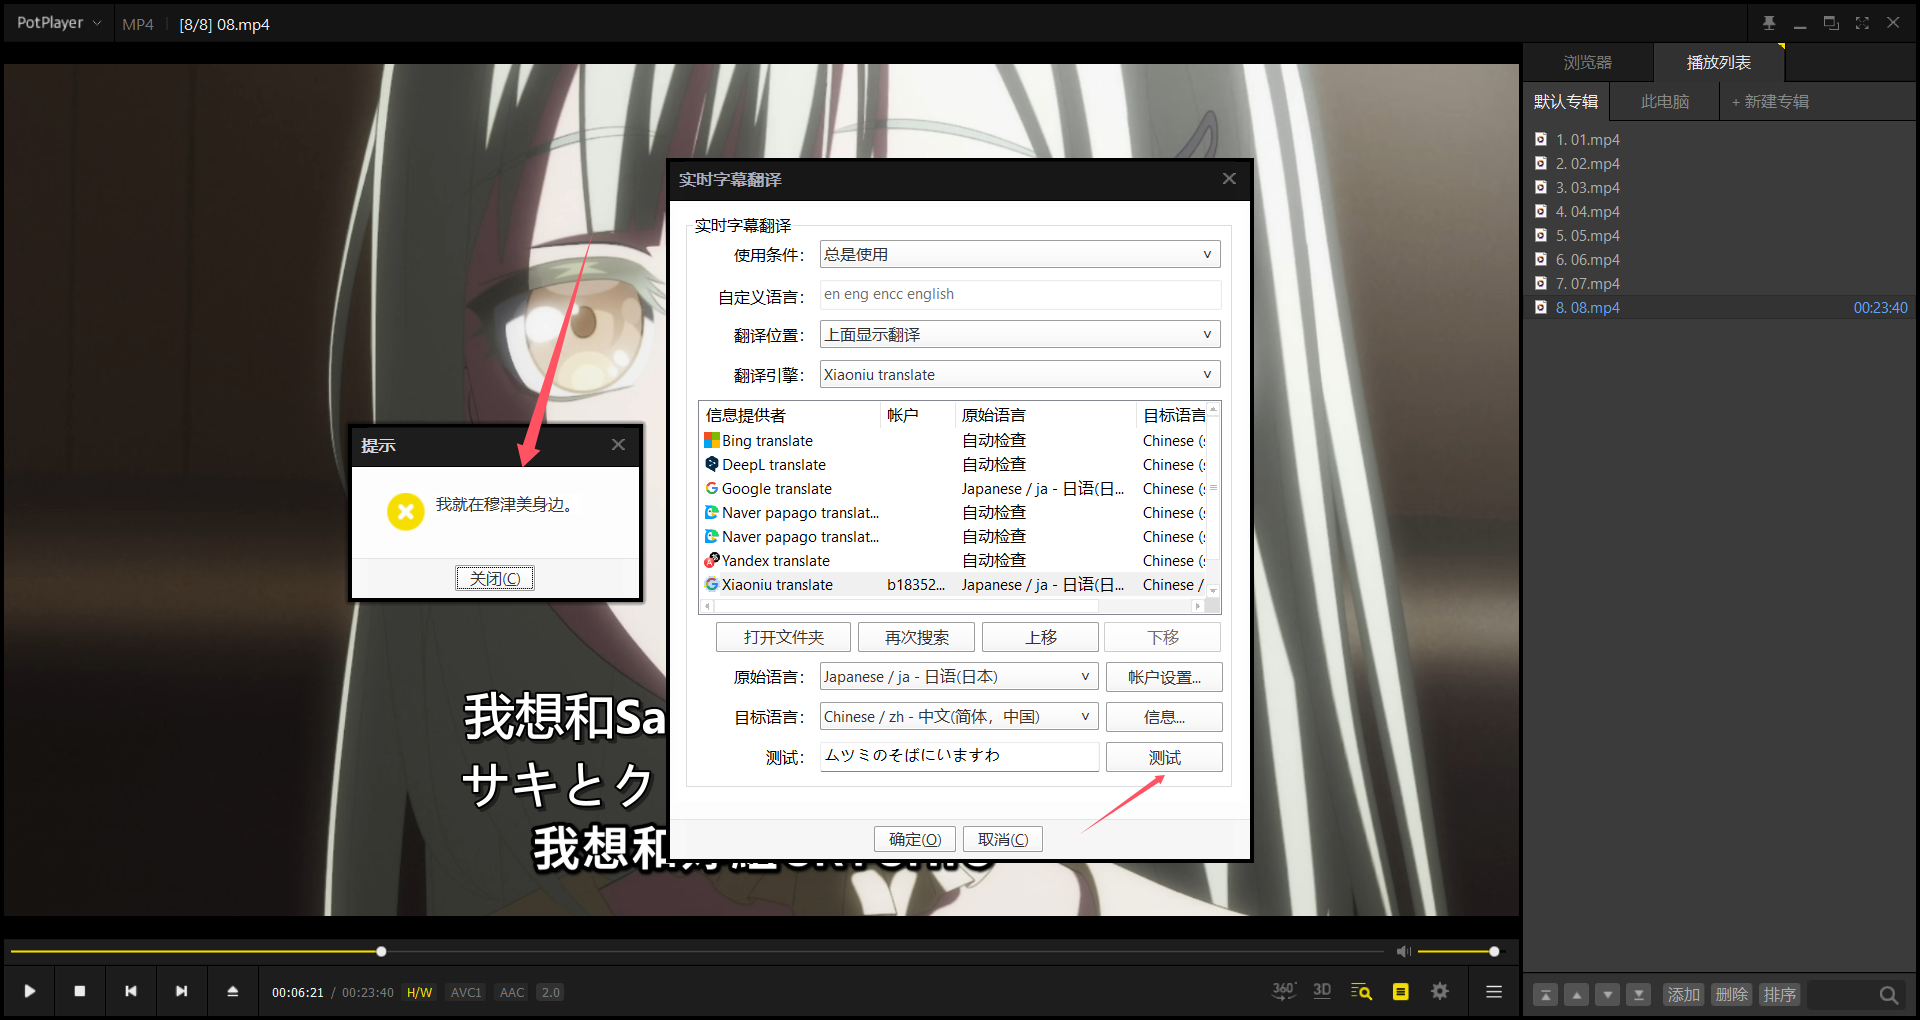 PotPlayer
MP4
[8/8] 08.mp4
浏览器
播放列表
默认专辑
此电脑
+ 新建专辑
1. 01.mp4
2. 02.mp4
3. 03.mp4
4. 04.mp4
5. 05.mp4
6. 06.mp4
7. 07.mp4
8. 08.mp4 00:23:40
实时字幕翻译
实时字幕翻译
使用条件： 总是使用
自定义语言： en eng encc english
翻译位置： 上面显示翻译
翻译引擎： Xiaoniu translate
信息提供者 帐户 原始语言 目标语言
Bing translate 自动检查 Chinese (
DeepL translate 自动检查 Chinese (
Google translate Japanese / ja - 日语(日... Chinese (
Naver papago translat... 自动检查 Chinese (
Naver papago translat... 自动检查 Chinese (
Yandex translate 自动检查 Chinese (
Xiaoniu translate b18352... Japanese / ja - 日语(日... Chinese /
打开文件夹 再次搜索 上移 下移
原始语言： Japanese / ja - 日语(日本) 帐户设置...
目标语言： Chinese / zh - 中文(简体，中国) 信息...
测试： ムツミのそばにいますわ 测试
确定(O) 取消(C)
提示
我就在穆津美身边。
关闭(C)
我想和Sa
サキとク
我想和
00:06:21 / 00:23:40 H/W AVC1 AAC 2.0
360° 3D
添加 删除 排序